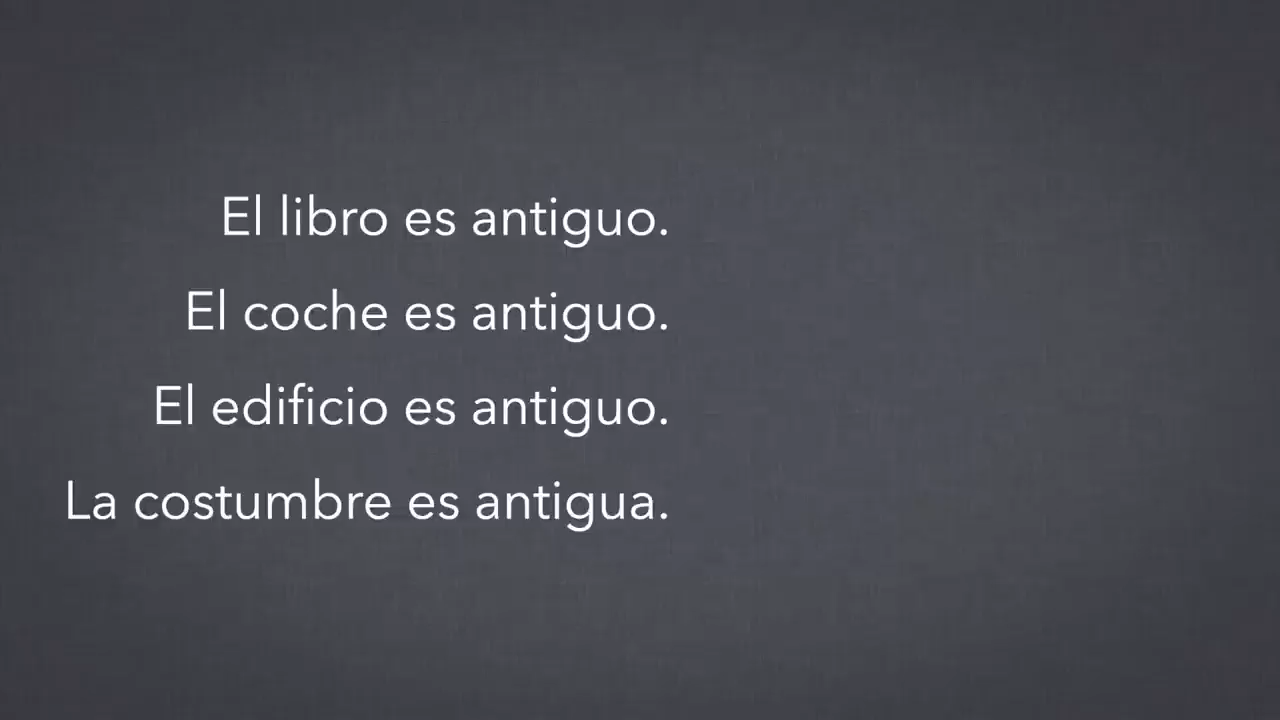 El libro es antiguo.
El coche es antiguo.
El edificio es antiguo.
La costumbre es antigua.